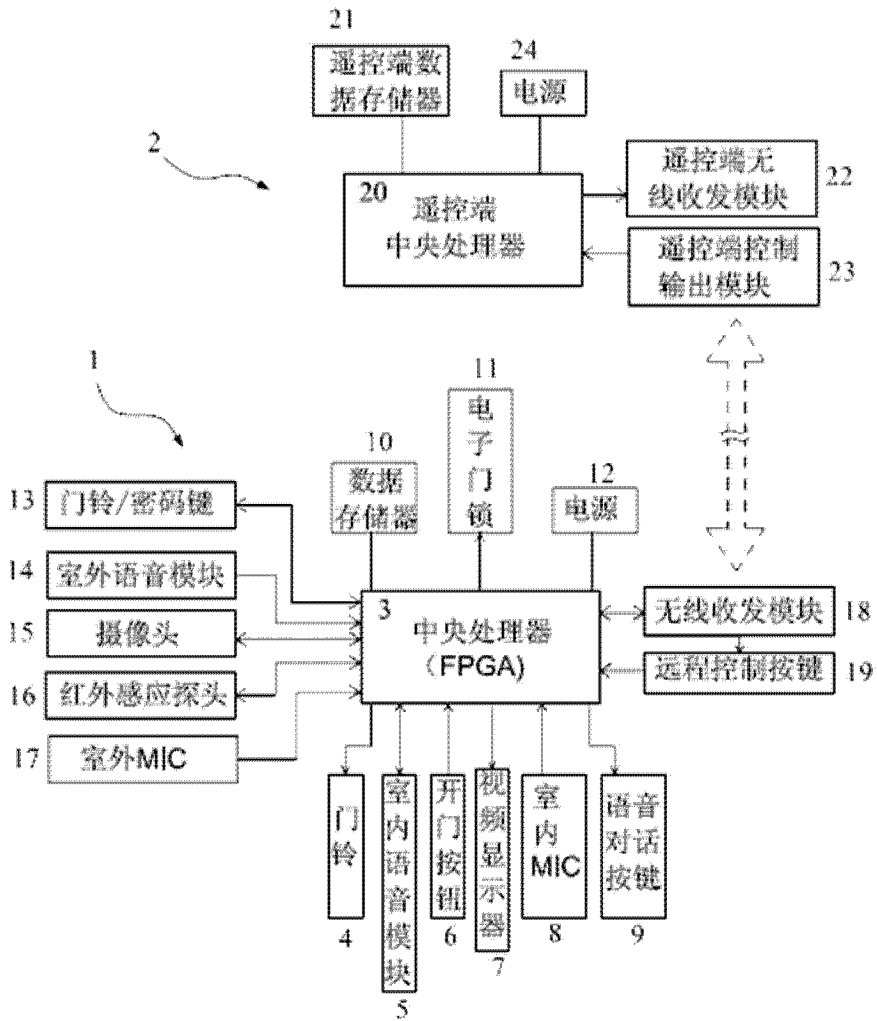 21
24
遥控端数
据存储器
电源
2
20
遥控端
中央处理器
遥控端无
线收发模块
22
遥控端控制
输出模块
23
1
11
电子门锁
10
数据
存储器
12
电源
13
门铃/密码键
14
室外语音模块
15
摄像头
16
红外感应探头
17
室外MIC
3
中央处理器
（FPGA)
无线收发模块
18
远程控制按键
19
门铃
室内语音模块
开门按钮
视频显示器
室内MIC
语音
对话
按键
4
5
6
7
8
9